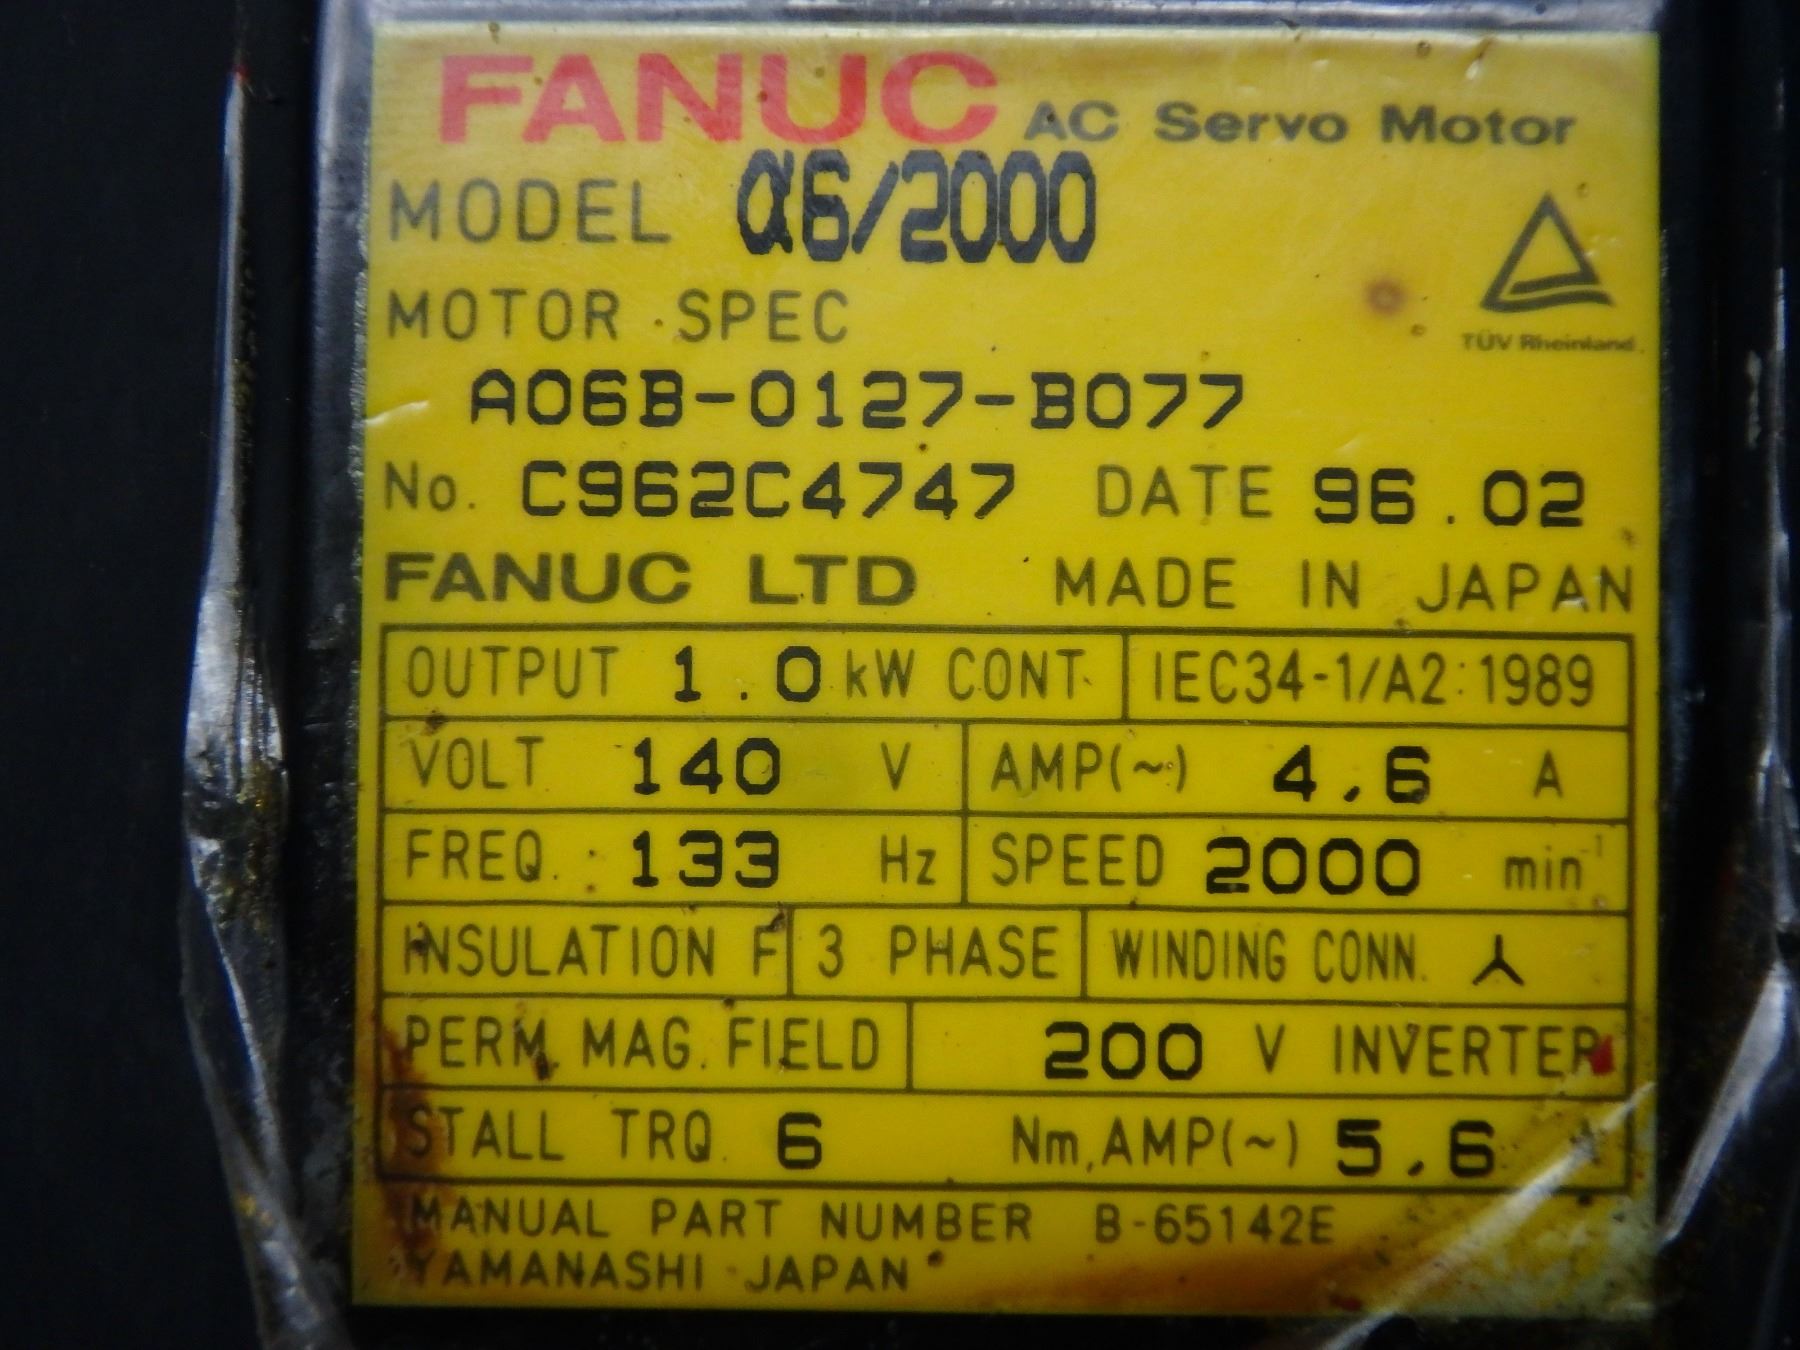 FANUC AC Servo Motor
MODEL α6/2000
MOTOR SPEC
TÜV Rheinland
A06B-0127-B077
No. C962C4747 DATE 96.02
FANUC LTD MADE IN JAPAN
OUTPUT 1.0 kW CONT. IEC34-1/A2:1989
VOLT 140 V AMP(~) 4.6 A
FREQ. 133 Hz SPEED 2000 min⁻¹
INSULATION F 3 PHASE WINDING CONN. 人
PERM. MAG. FIELD 200 V INVERTER
STALL TRQ. 6 Nm, AMP(~) 5.6 A
MANUAL PART NUMBER B-65142E
YAMANASHI JAPAN